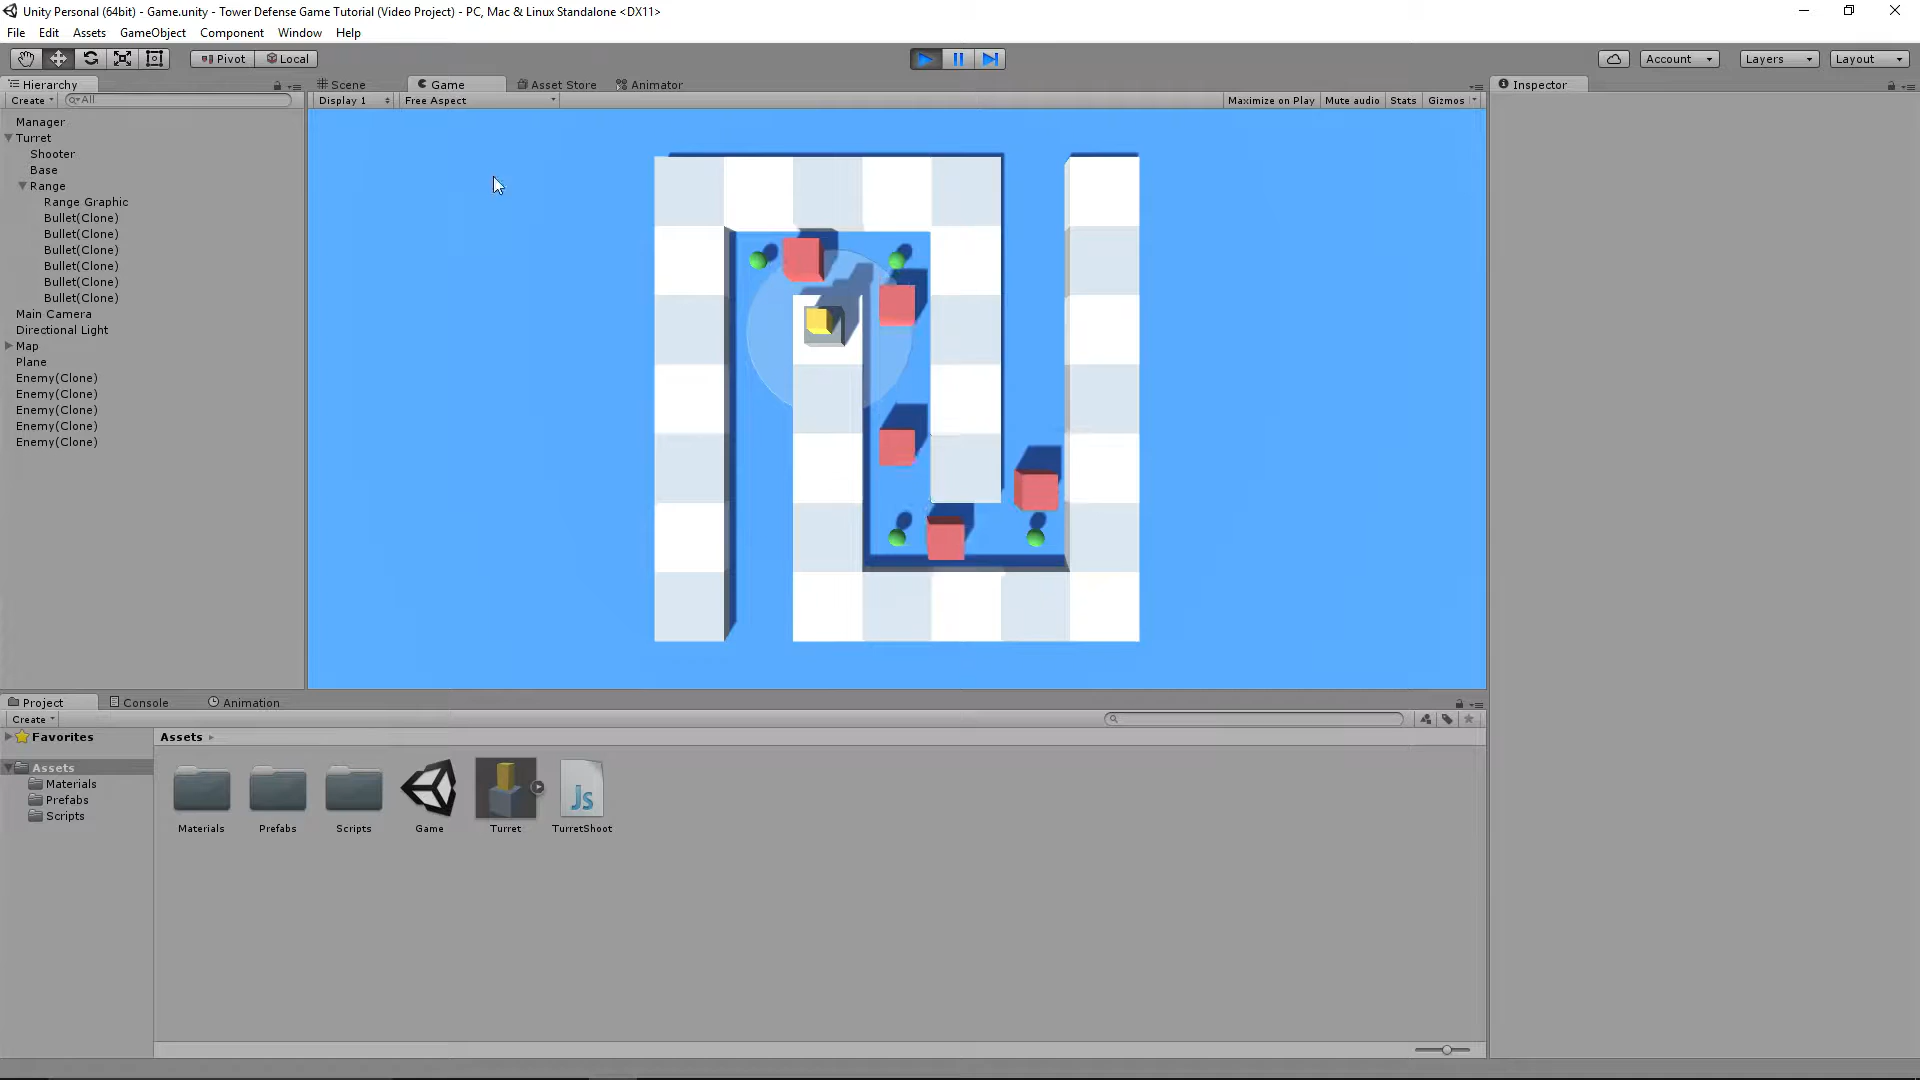 Unity Personal (64bit) - Game.unity - Tower Defense Game Tutorial (Video Project) - PC, Mac & Linux Standalone <DX11>
File Edit Assets GameObject Component Window Help
Pivot Local Account Layers Layout
Hierarchy Scene Game Asset Store Animator Inspector
Create All Display 1 Free Aspect Maximize on Play Mute audio Stats Gizmos
Manager
Turret
Shooter
Base
Range
Range Graphic
Bullet(Clone)
Bullet(Clone)
Bullet(Clone)
Bullet(Clone)
Bullet(Clone)
Bullet(Clone)
Main Camera
Directional Light
Map
Plane
Enemy(Clone)
Enemy(Clone)
Enemy(Clone)
Enemy(Clone)
Enemy(Clone)
Project Console Animation
Create
Favorites
Assets
Materials
Prefabs
Scripts
Assets
Js
Materials Prefabs Scripts Game Turret TurretShoot